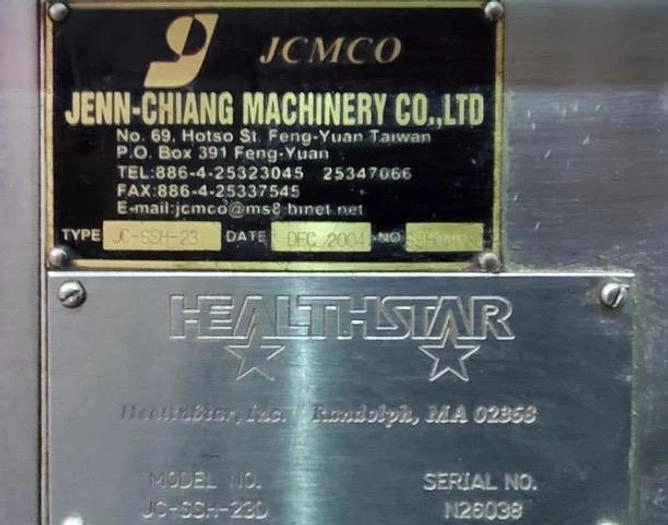 JCMCO
JENN-CHIANG MACHINERY CO.,LTD
No. 69, Hotso St. Feng-Yuan Taiwan
P.O. Box 391 Feng-Yuan
TEL:886-4-25323045 25347066
FAX:886-4-25337545
E-mail:jcmco@ms8.hinet.net
TYPE JC-SSH-23 DATE DEC, 2004 NO
HEALTHSTAR
Healthstar, Inc. Randolph, MA 02368
MODEL NO. SERIAL NO.
JC-SSH-23D N26038